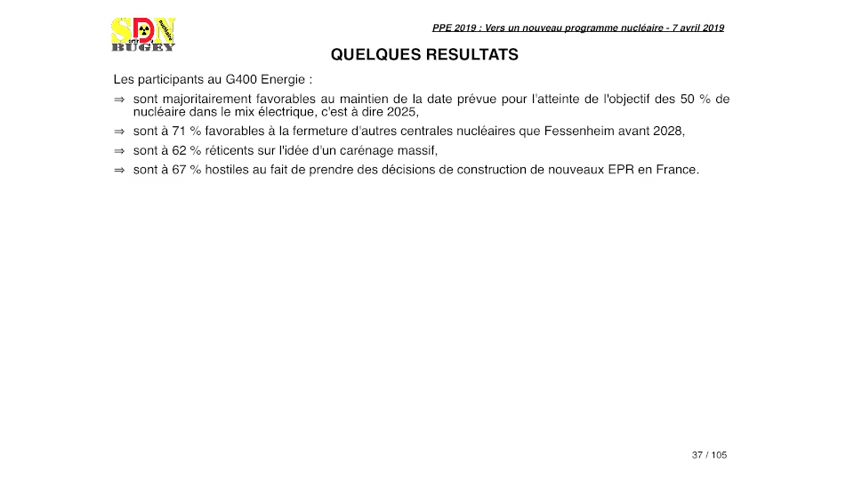 SDN
BUGEY
PPE 2019 : Vers un nouveau programme nucléaire - 7 avril 2019
QUELQUES RESULTATS
Les participants au G400 Energie :
⇒ sont majoritairement favorables au maintien de la date prévue pour l'atteinte de l'objectif des 50 % de
nucléaire dans le mix électrique, c'est à dire 2025,
⇒ sont à 71 % favorables à la fermeture d'autres centrales nucléaires que Fessenheim avant 2028,
⇒ sont à 62 % réticents sur l'idée d'un carénage massif,
⇒ sont à 67 % hostiles au fait de prendre des décisions de construction de nouveaux EPR en France.
37 / 105